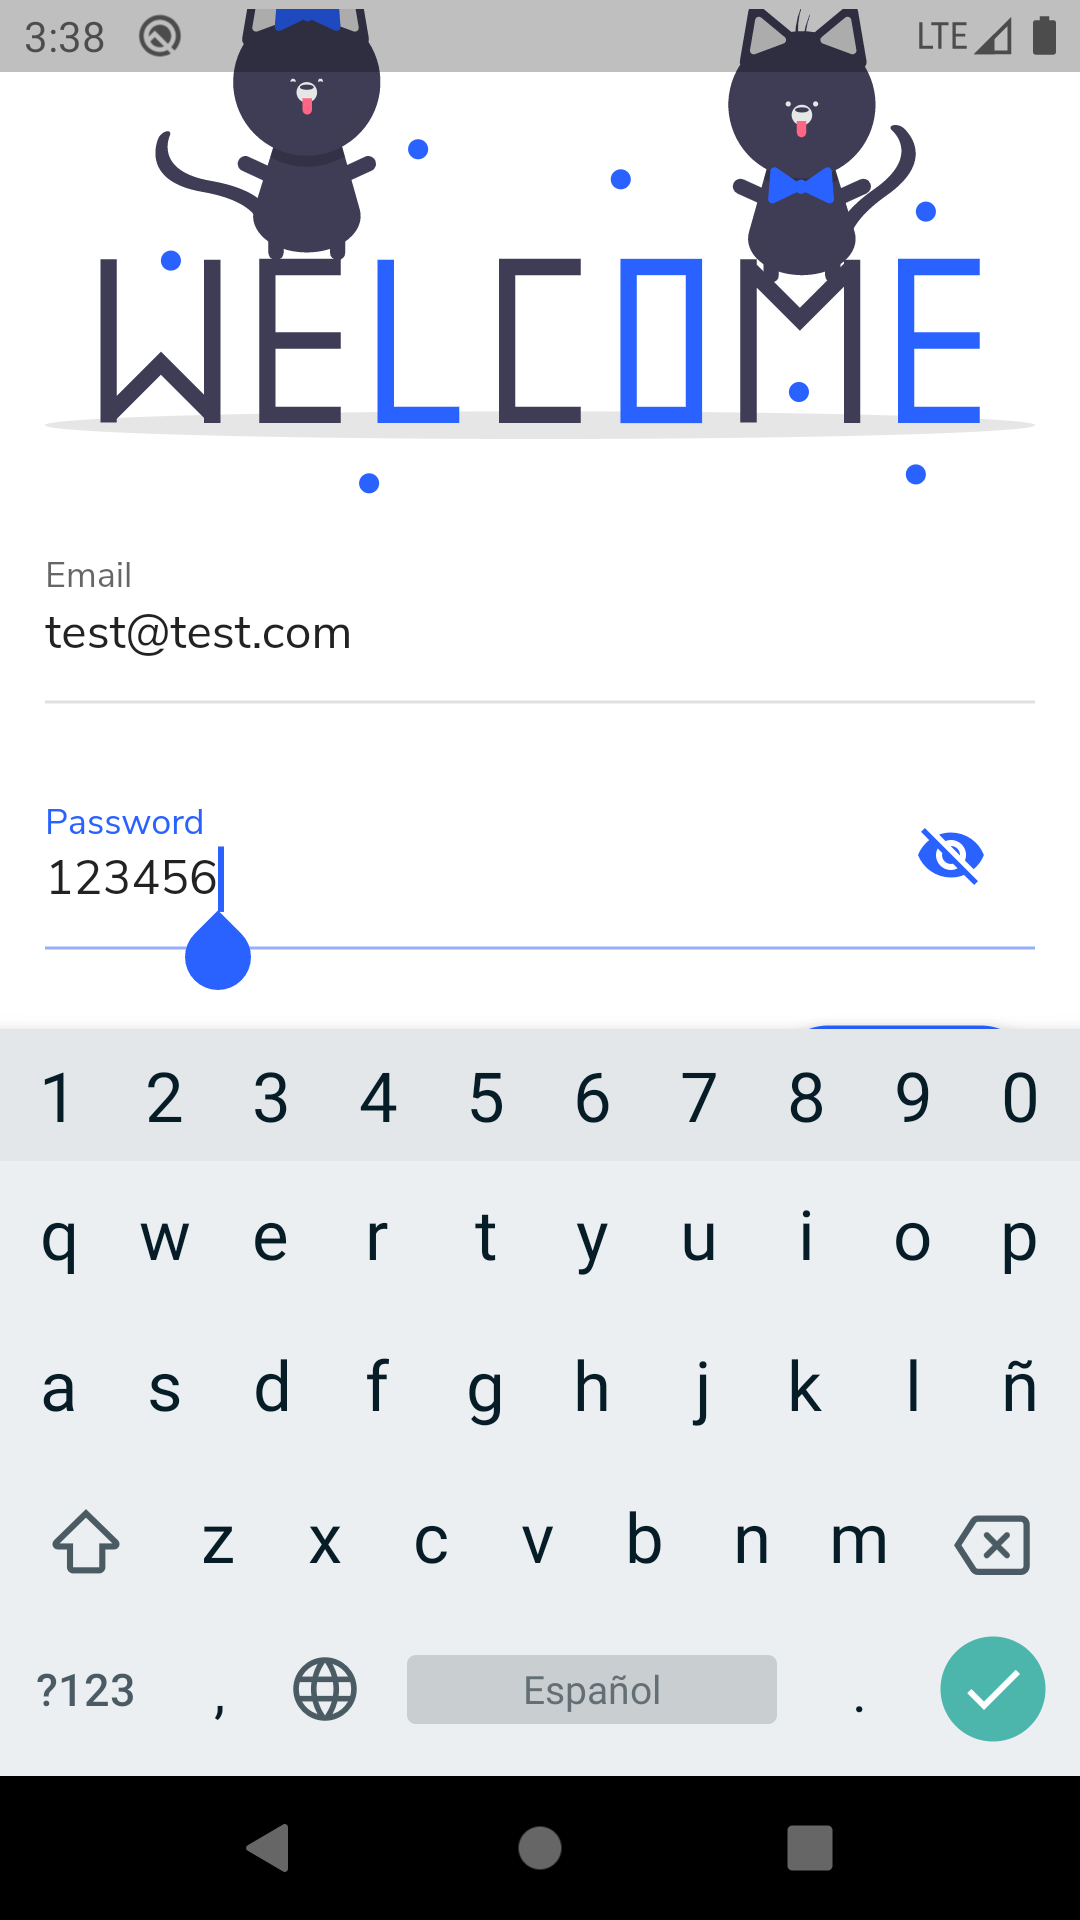 3:38 LTE
WELCOME
Email
test@test.com
Password
123456
1 2 3 4 5 6 7 8 9 0
q w e r t y u i o p
a s d f g h j k l ñ
z x c v b n m
?123 , Español .